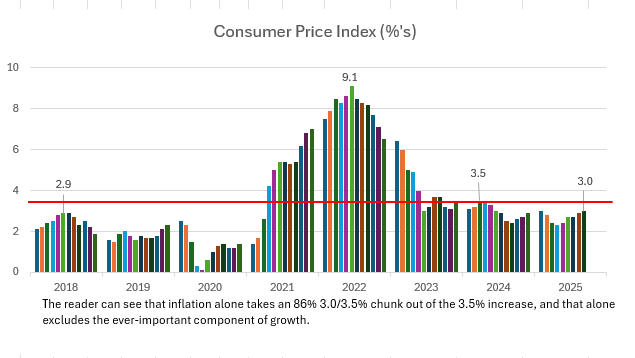 Consumer Price Index (%'s)
10
8
6
4
2
0
9.1
2.9
3.5
3.0
2018 2019 2020 2021 2022 2023 2024 2025
The reader can see that inflation alone takes an 86% 3.0/3.5% chunk out of the 3.5% increase, and that alone
excludes the ever-important component of growth.